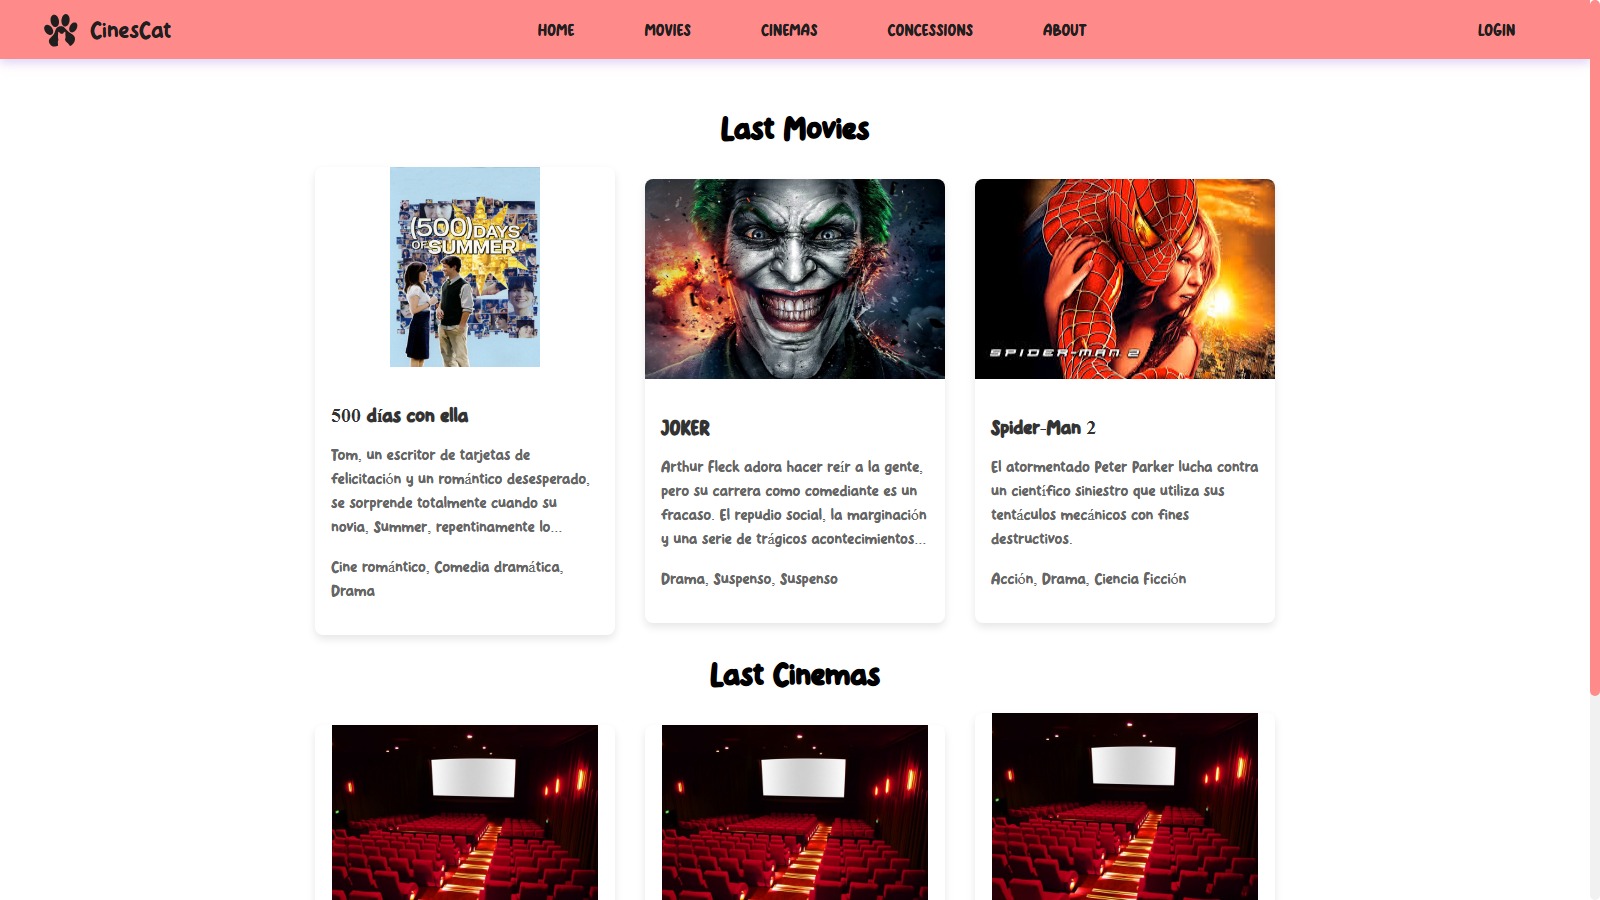 CinesCat
HOME
MOVIES
CINEMAS
CONCESSIONS
ABOUT
LOGIN
Last Movies
(500) DAYS
OF SUMMER
500 días con ella
Tom, un escritor de tarjetas de
felicitación y un romántico desesperado,
se sorprende totalmente cuando su
novia, Summer, repentinamente lo...
Cine romántico, Comedia dramática,
Drama
JOKER
Arthur Fleck adora hacer reír a la gente,
pero su carrera como comediante es un
fracaso. El repudio social, la marginación
y una serie de trágicos acontecimientos...
Drama, Suspenso, Suspenso
SPIDER-MAN 2
Spider-Man 2
El atormentado Peter Parker lucha contra
un científico siniestro que utiliza sus
tentáculos mecánicos con fines
destructivos.
Acción, Drama, Ciencia Ficción
Last Cinemas